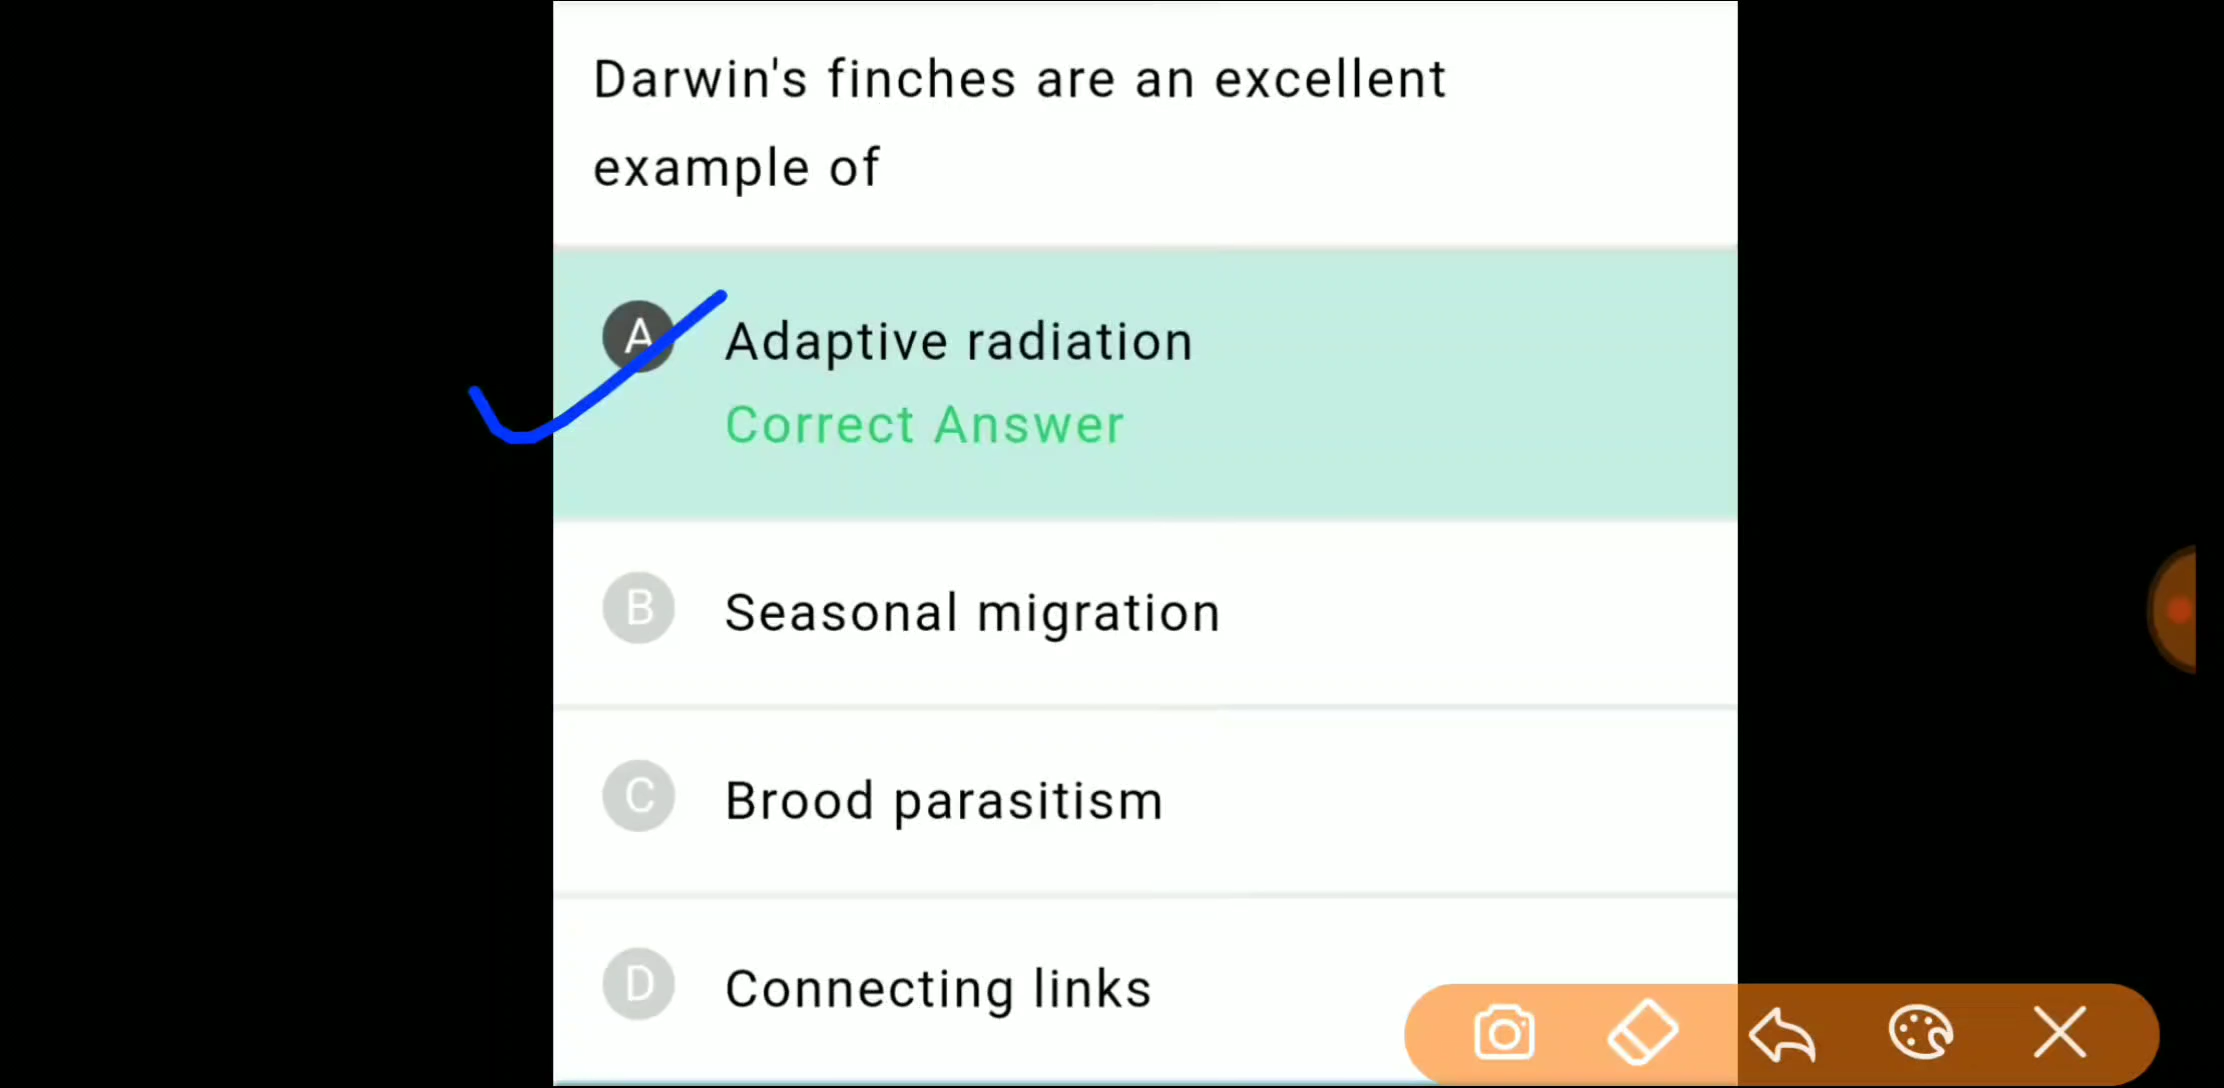 Darwin's finches are an excellent
example of
A Adaptive radiation
Correct Answer
B Seasonal migration
C Brood parasitism
D Connecting links